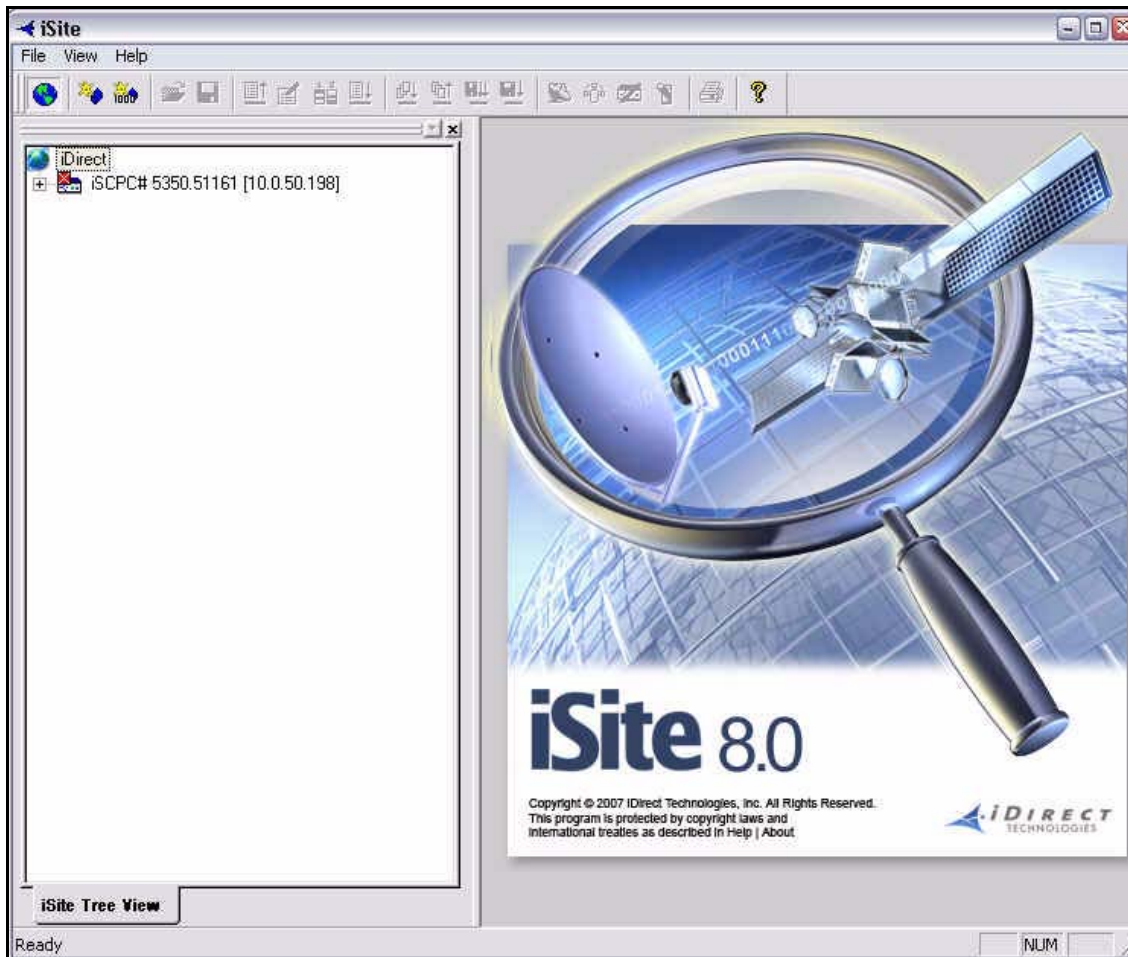 iSite
File View Help
1000
iDirect
iSCPC# 5350.51161 [10.0.50.198]
iSite Tree View
000111
iSite 8.0
Copyright © 2007 iDirect Technologies, Inc. All Rights Reserved.
This program is protected by copyright laws and
international treaties as described in Help | About
iDIRECT
TECHNOLOGIES
Ready
NUM